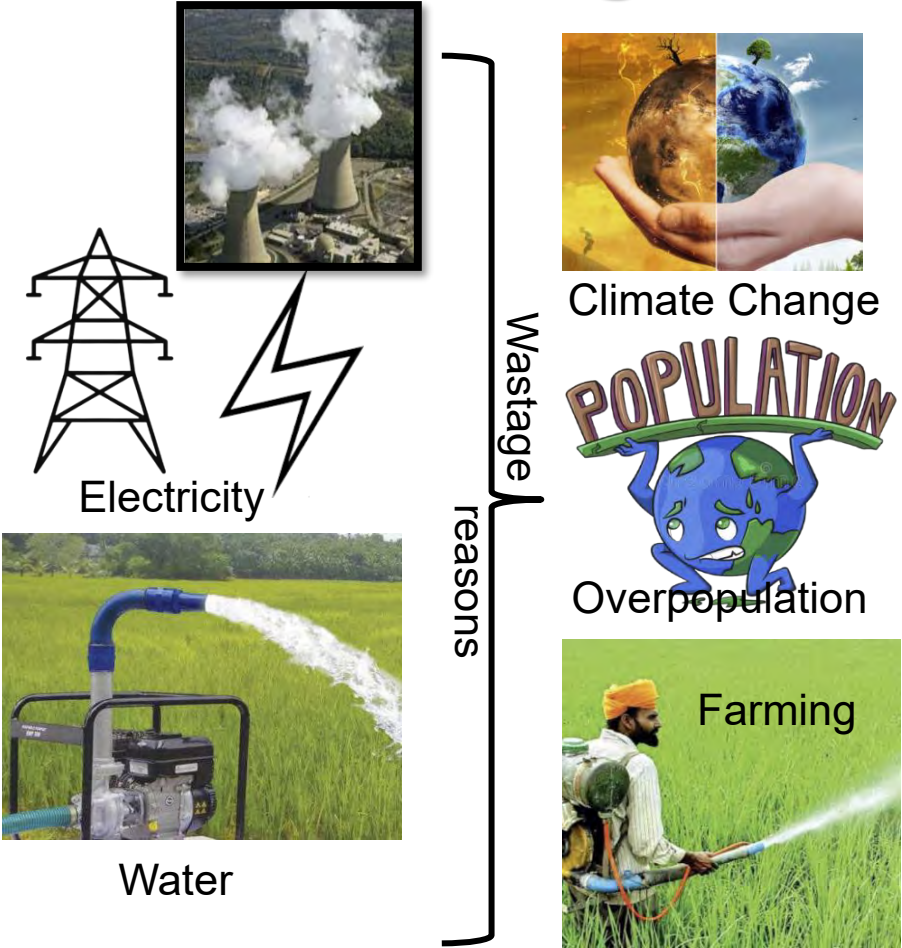 Electricity
Water
Wastage
reasons
Climate Change
POPULATION
Overpopulation
Farming